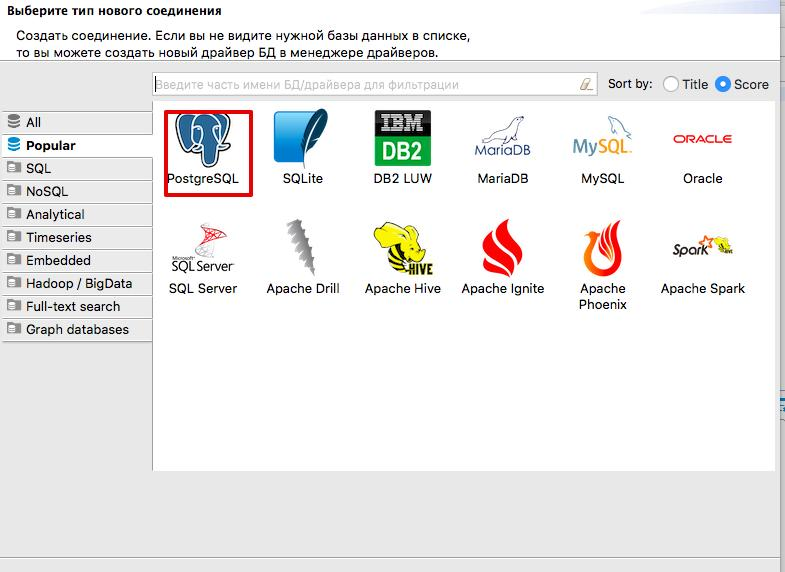 Выберите тип нового соединения
Создать соединение. Если вы не видите нужной базы данных в списке,
то вы можете создать новый драйвер БД в менеджере драйверов.
Введите часть имени БД/драйвера для фильтрации
Sort by: Title Score
All
Popular
SQL
NoSQL
Analytical
Timeseries
Embedded
Hadoop / BigData
Full-text search
Graph databases
IBM
DB2
MariaDB
MySQL
ORACLE
PostgreSQL SQLite DB2 LUW MariaDB MySQL Oracle
Microsoft
SQL Server
HIVE
Spark
SQL Server Apache Drill Apache Hive Apache Ignite Apache Phoenix Apache Spark